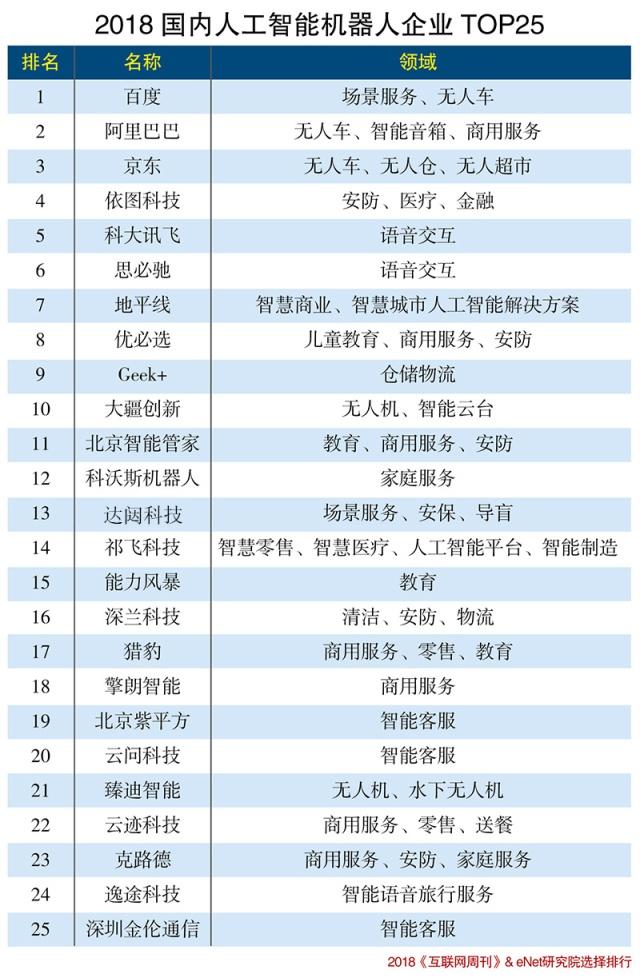 2018 国内人工智能机器人企业 TOP25
排名 名称 领域
1 百度 场景服务、无人车
2 阿里巴巴 无人车、智能音箱、商用服务
3 京东 无人车、无人仓、无人超市
4 依图科技 安防、医疗、金融
5 科大讯飞 语音交互
6 思必驰 语音交互
7 地平线 智慧商业、智慧城市人工智能解决方案
8 优必选 儿童教育、商用服务、安防
9 Geek+ 仓储物流
10 大疆创新 无人机、智能云台
11 北京智能管家 教育、商用服务、安防
12 科沃斯机器人 家庭服务
13 达闼科技 场景服务、安保、导盲
14 祁飞科技 智慧零售、智慧医疗、人工智能平台、智能制造
15 能力风暴 教育
16 深兰科技 清洁、安防、物流
17 猎豹 商用服务、零售、教育
18 擎朗智能 商用服务
19 北京紫平方 智能客服
20 云问科技 智能客服
21 臻迪智能 无人机、水下无人机
22 云迹科技 商用服务、零售、送餐
23 克路德 商用服务、安防、家庭服务
24 逸途科技 智能语音旅行服务
25 深圳金伦通信 智能客服
2018《互联网周刊》& eNet研究院选择排行